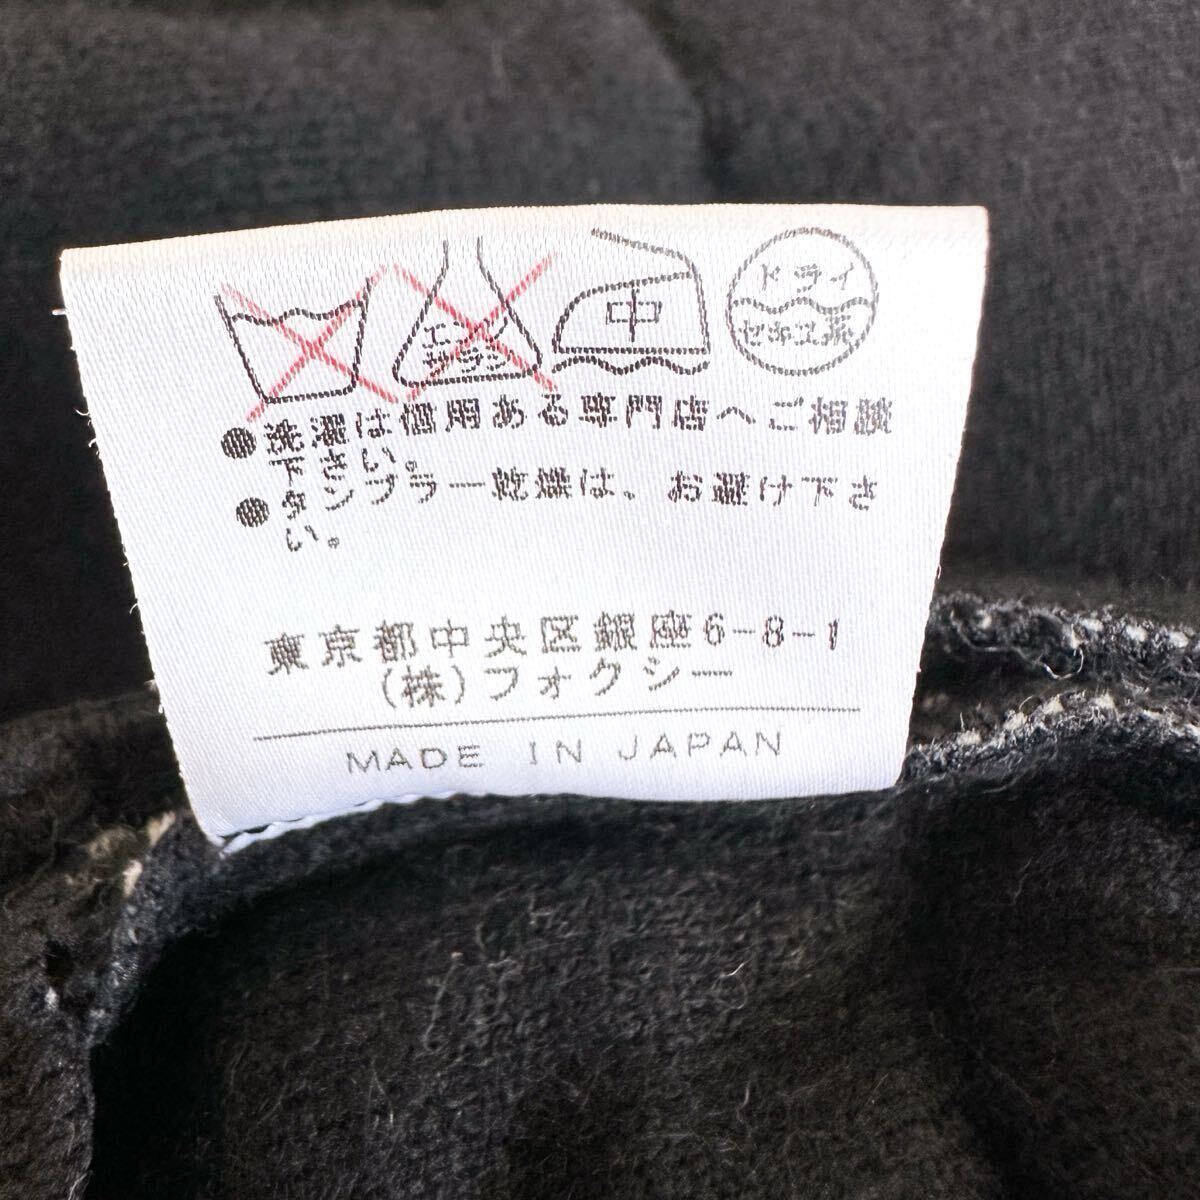 エンソ
サラシ
中
ドライ
セキユ系
●洗濯は信用ある専門店へご相談
下さい。
●タンブラー乾燥は、お避け下さ
い。
東京都中央区銀座6-8-1
(株)フォクシー
MADE IN JAPAN